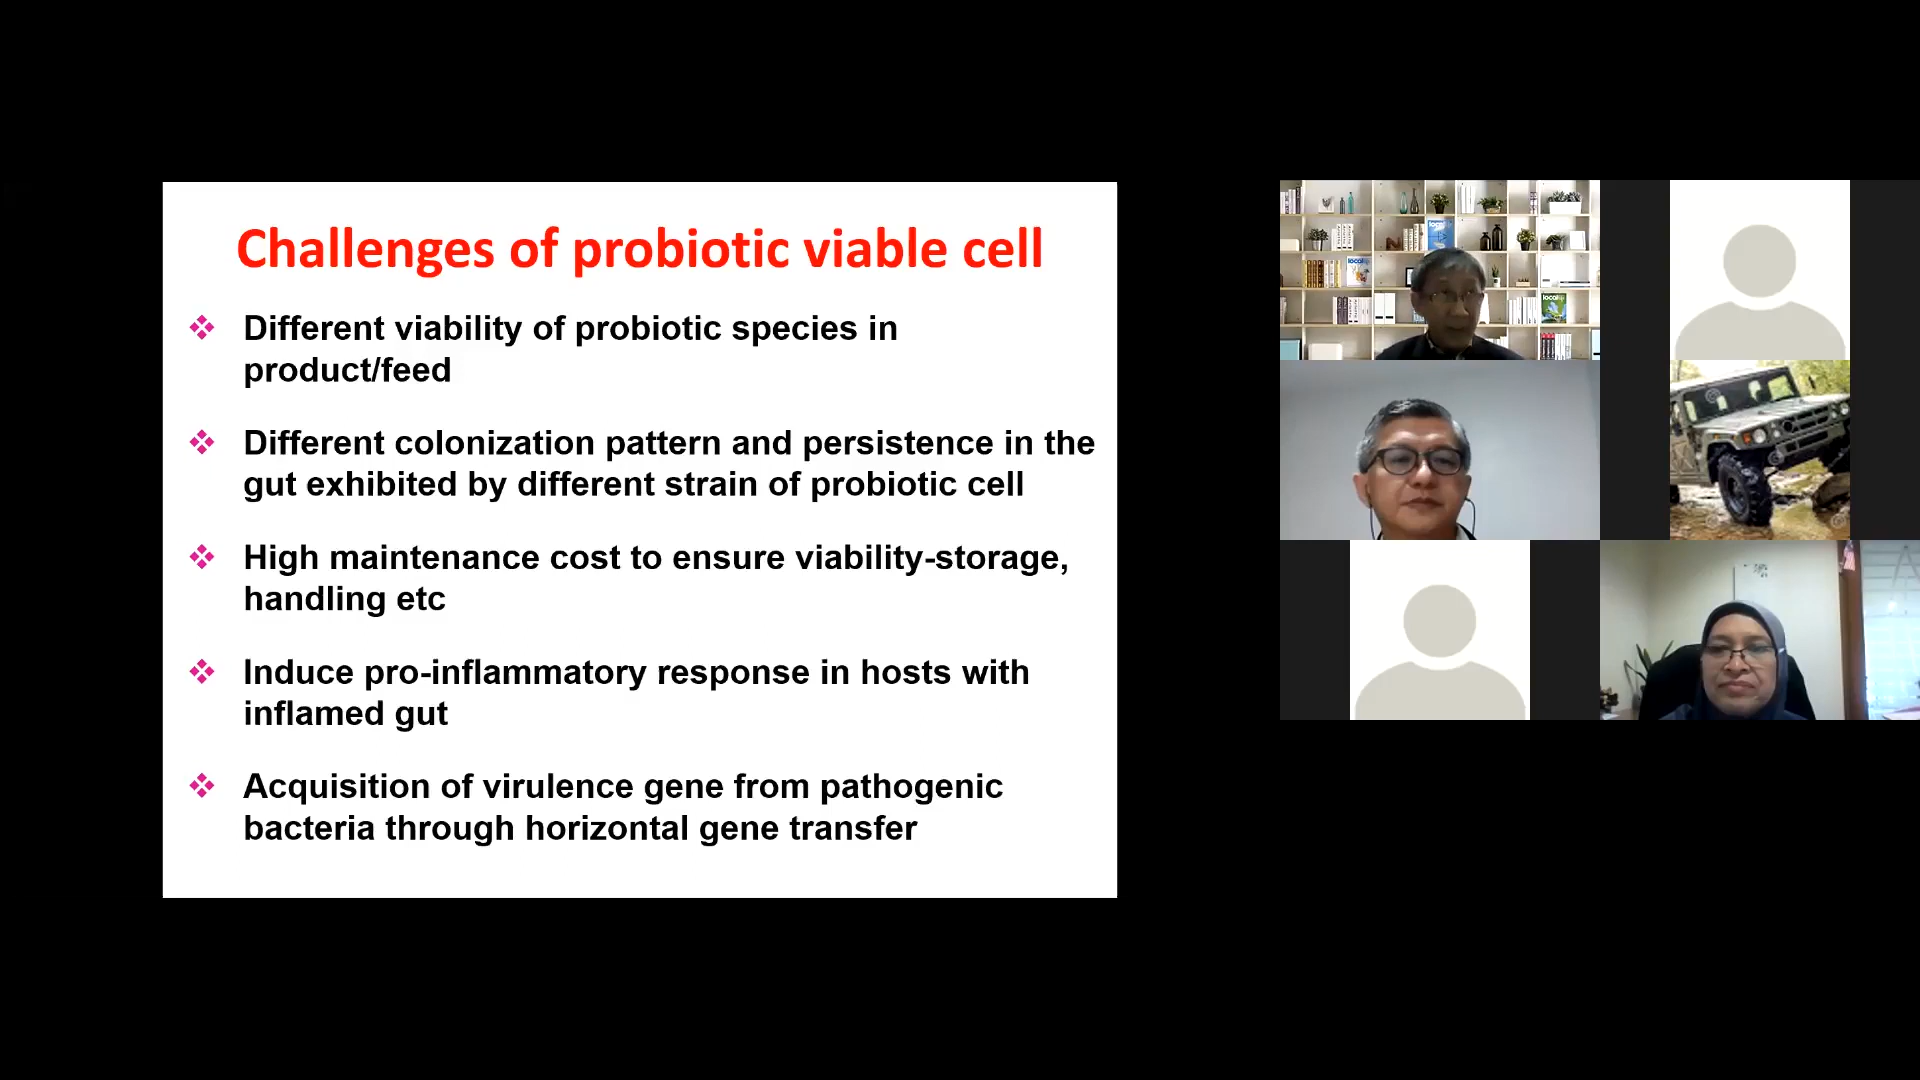 Challenges of probiotic viable cell
Different viability of probiotic species in
product/feed
Different colonization pattern and persistence in the
gut exhibited by different strain of probiotic cell
High maintenance cost to ensure viability-storage,
handling etc
Induce pro-inflammatory response in hosts with
inflamed gut
Acquisition of virulence gene from pathogenic
bacteria through horizontal gene transfer
local
local
local